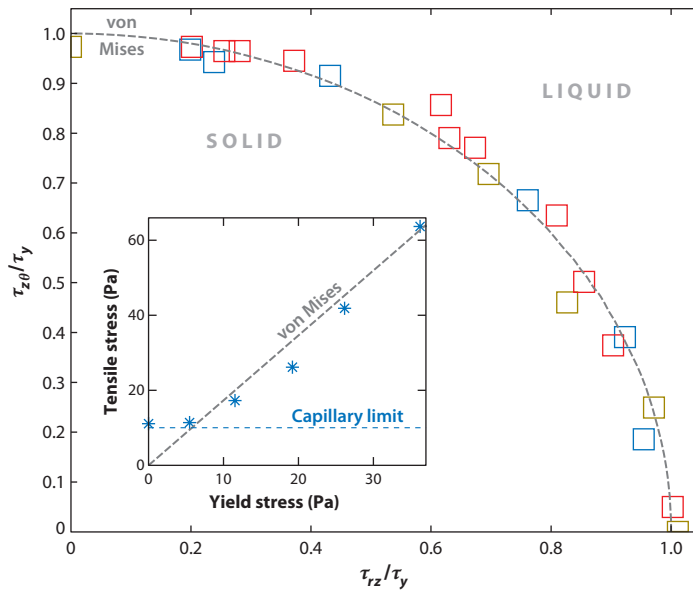 von
Mises
LIQUID
SOLID
τzθ/τy
1.0
0.9
0.8
0.7
0.6
0.5
0.4
0.3
0.2
0.1
0
0
0.2
0.4
0.6
0.8
1.0
τrz/τy
Tensile stress (Pa)
60
40
20
0
von Mises
Capillary limit
0
10
20
30
Yield stress (Pa)